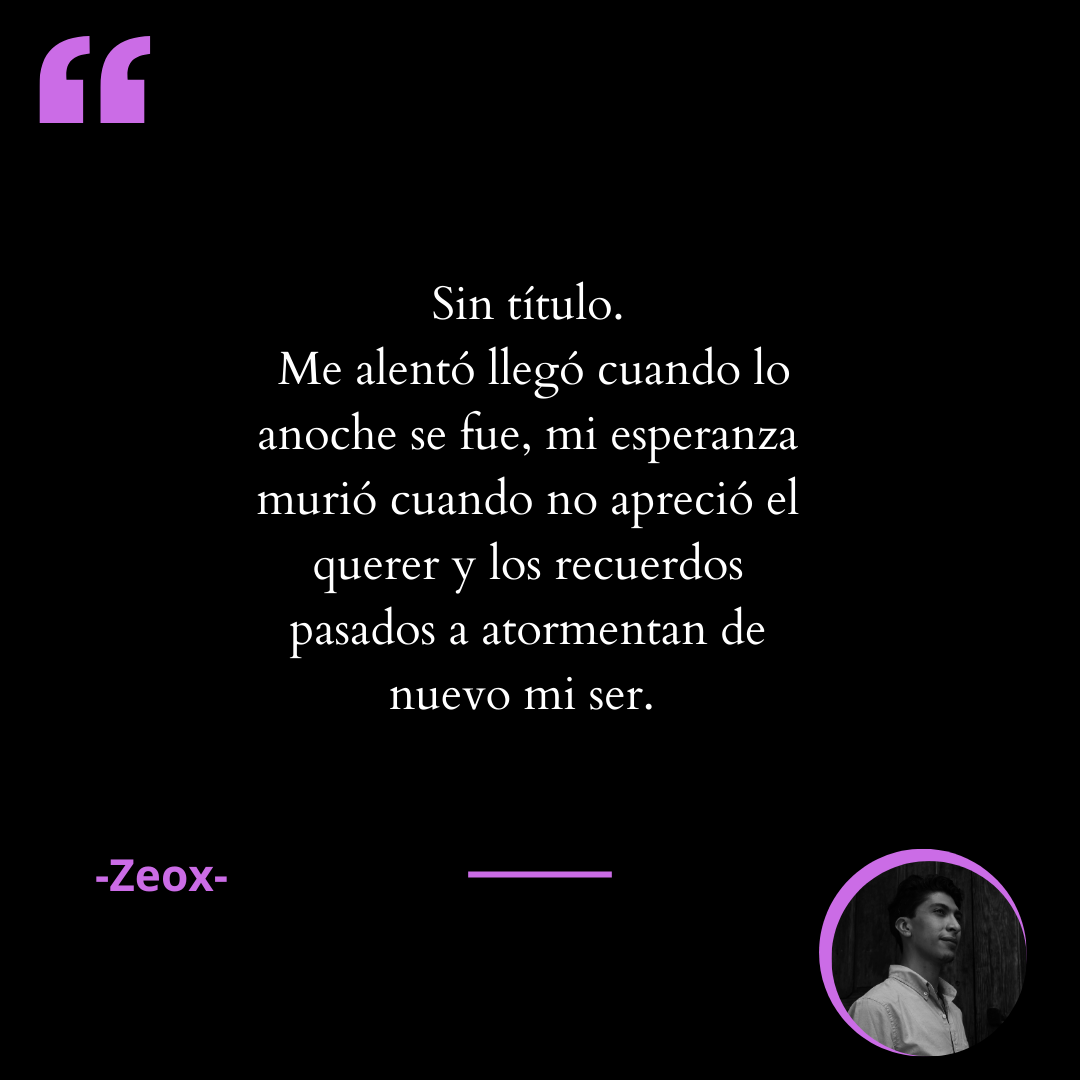 “
Sin título.
Me alentó llegó cuando lo
anoche se fue, mi esperanza
murió cuando no apreció el
querer y los recuerdos
pasados a atormentan de
nuevo mi ser.
-Zeox-